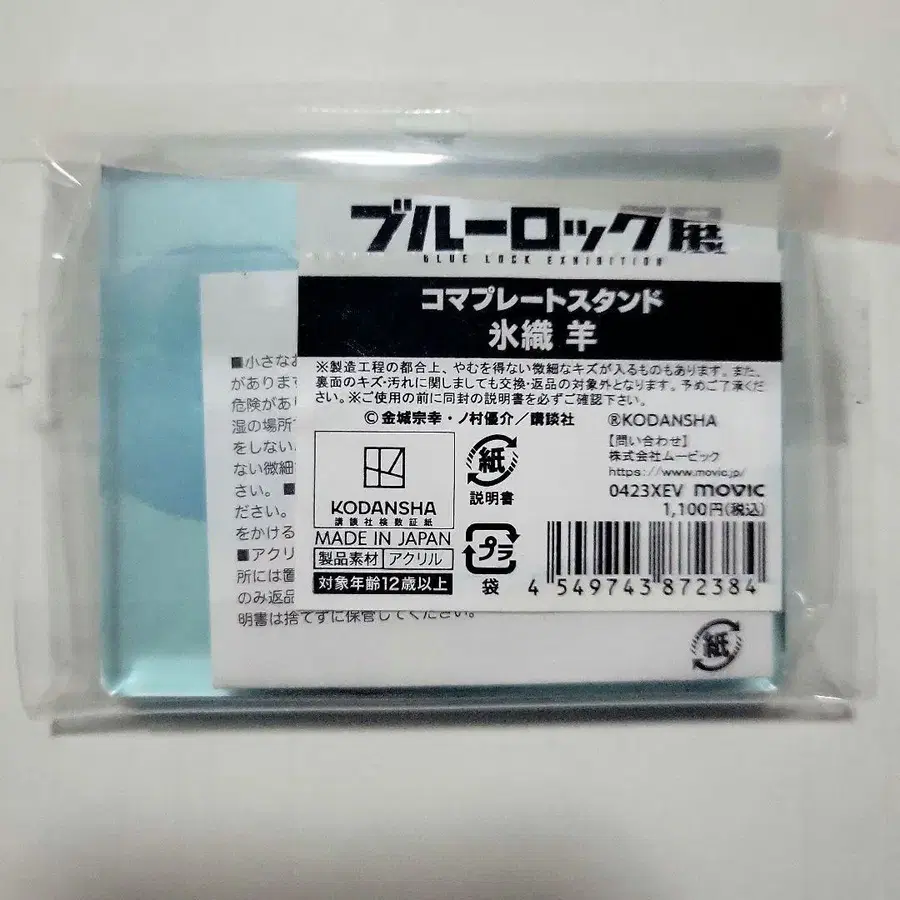 ブルーロック展
BLUE LOCK EXHIBITION
コマプレートスタンド
氷織 羊
※製造工程の都合上、やむを得ない微細なキズが入るものもあります。また、
裏面のキズ・汚れに関しましても交換・返品の対象外となります。予めご了承くだ
さい。※ご使用の前に同封の説明書を必ずご確認下さい。
©金城宗幸・ノ村優介／講談社 ®KODANSHA
【問い合わせ】
株式会社ムービック
https://www.movic.jp/
0423XEV movic
1,100円(税込)
紙
説明書
KODANSHA
講談社検数証紙
MADE IN JAPAN
製品素材 アクリル
対象年齢12歳以上
プラ
袋
4 549743 872384
■小さなお
があります
危険があ
湿の場所
をしない
ない微細
さい。■
ださい。
をかける
■アクリ
所には置
のみ返品
明書は捨てずに保管してください。
紙